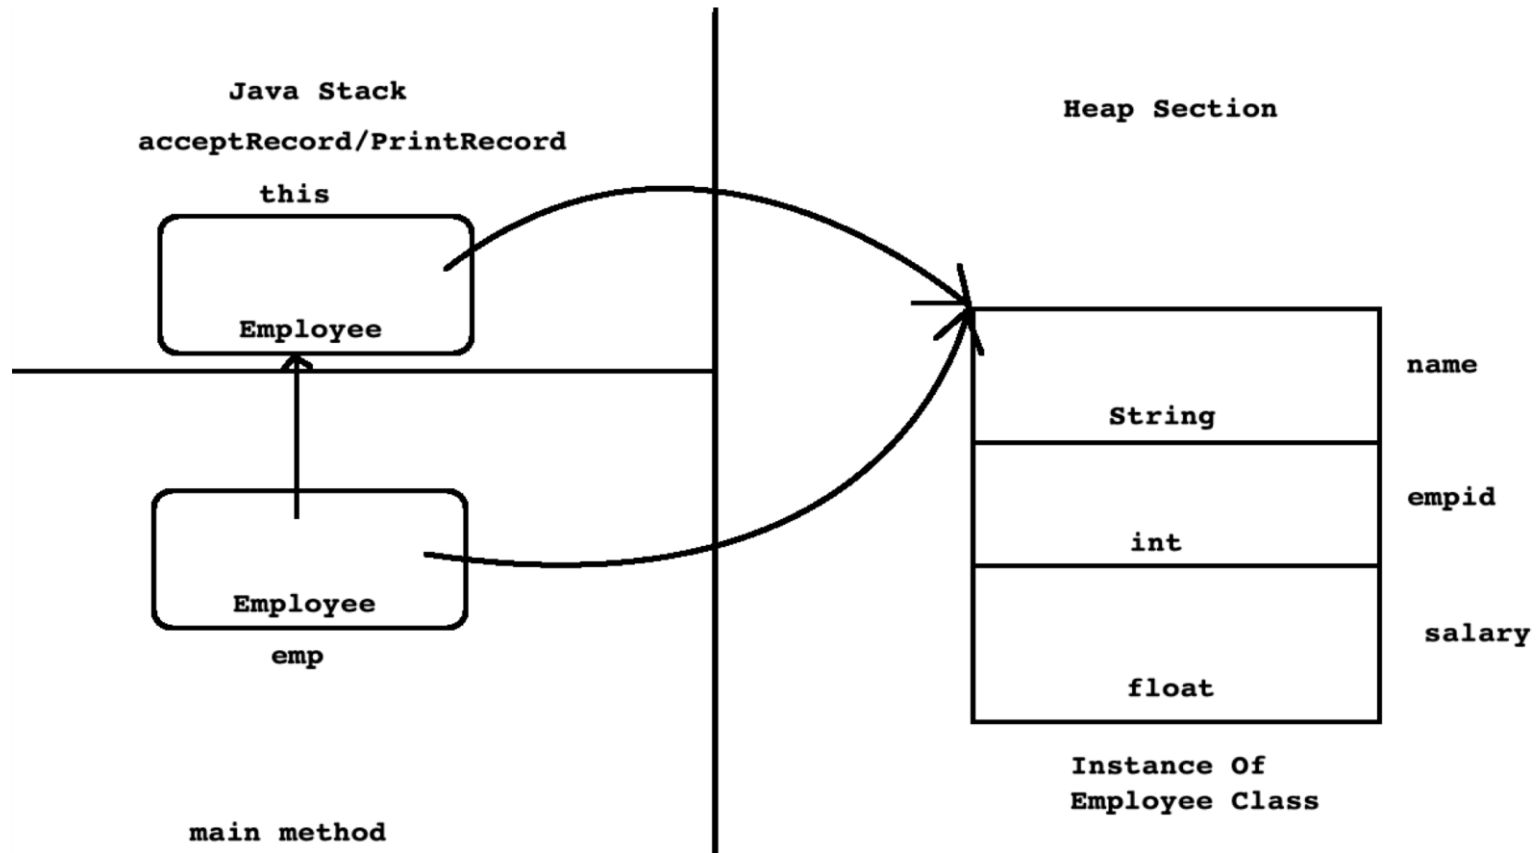 Java Stack
acceptRecord/PrintRecord
this
Employee
Employee
emp
main method
Heap Section
name
String
empid
int
salary
float
Instance Of
Employee Class